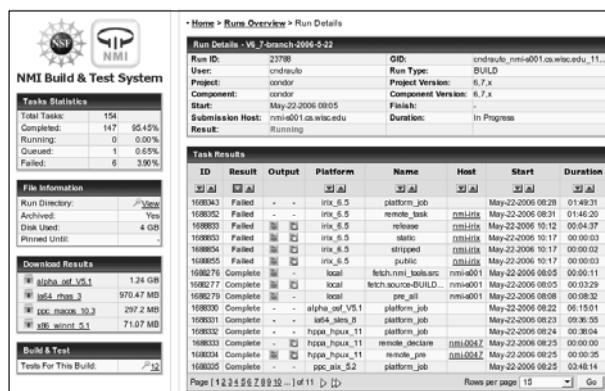 NSF
NMI
NMI Build & Test System
Tasks Statistics
Total Tasks: 154
Completed: 147 95.45%
Running: 0 0.00%
Queued: 1 0.65%
Failed: 6 3.90%
File Information
Run Directory: View
Archived: Yes
Disk Used: 4 GB
Pinned Until: -
Download Results
alpha_osf_V5.1 1.24 GB
ia64_rhas_3 970.47 MB
ppc_macos_10.3 297.2 MB
x86_winnt_5.1 71.07 MB
Build & Test
Tests For This Build: 12
• Home > Runs Overview > Run Details
Run Details - V6_7-branch-2006-5-22
Run ID: 23788 GID: cndrauto_nmi-s001.cs.wisc.edu_11...
User: cndrauto Run Type: BUILD
Project: condor Project Version: 6,7,x
Component: condor Component Version: 6,7,x
Start: May-22-2006 08:05 Finish: -
Submission Host: nmi-s001.cs.wisc.edu Duration: In Progress
Result: Running
Task Results
ID Result Output Platform Name Host Start Duration
1688343 Failed - - irix_6.5 platform_job May-22-2006 08:28 01:49:31
1688352 Failed - - irix_6.5 remote_task nmi-irix May-22-2006 08:31 01:46:20
1688833 Failed irix_6.5 release nmi-irix May-22-2006 10:12 00:04:37
1688853 Failed irix_6.5 static nmi-irix May-22-2006 10:17 00:00:03
1688854 Failed irix_6.5 stripped nmi-irix May-22-2006 10:17 00:00:02
1688855 Failed irix_6.5 public nmi-irix May-22-2006 10:17 00:00:03
1688276 Complete - local fetch.nmi_tools.src nmi-s001 May-22-2006 08:05 00:00:11
1688277 Complete local fetch.source-BUILD... nmi-s001 May-22-2006 08:05 00:03:29
1688279 Complete - local pre_all nmi-s001 May-22-2006 08:08 00:08:32
1688330 Complete - - alpha_osf_V5.1 platform_job May-22-2006 08:22 06:15:01
1688331 Complete - - ia64_sles_8 platform_job May-22-2006 08:23 09:36:55
1688332 Complete - - hppa_hpux_11 platform_job May-22-2006 08:24 00:38:04
1688333 Complete - hppa_hpux_11 remote_declare nmi-0047 May-22-2006 08:25 00:00:00
1688334 Complete hppa_hpux_11 remote_pre nmi-0047 May-22-2006 08:25 00:00:35
1688335 Complete - - ppc_aix_5.2 platform_job May-22-2006 08:25 03:48:14
Page [ 1 2 3 4 5 6 7 8 9 10 ... ] of 11 Rows per page 15 Go